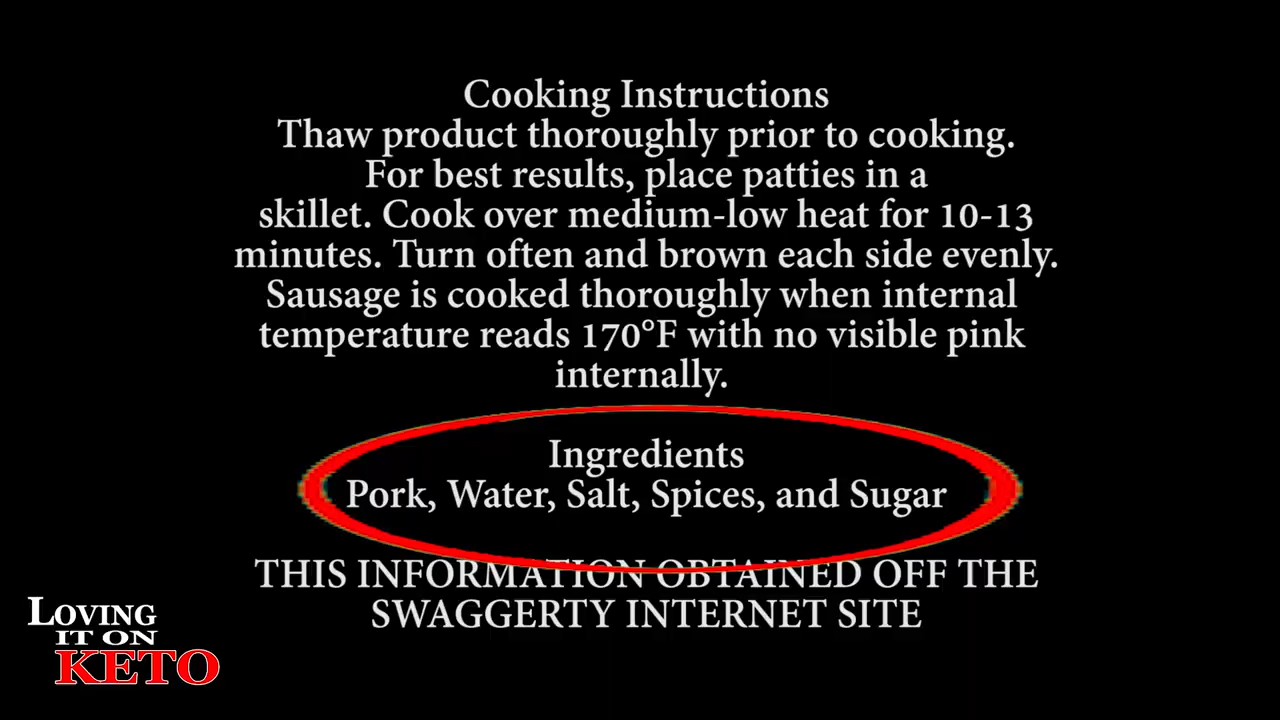 Cooking Instructions
Thaw product thoroughly prior to cooking.
For best results, place patties in a
skillet. Cook over medium-low heat for 10-13
minutes. Turn often and brown each side evenly.
Sausage is cooked thoroughly when internal
temperature reads 170°F with no visible pink
internally.
Ingredients
Pork, Water, Salt, Spices, and Sugar
THIS INFORMATION OBTAINED OFF THE
SWAGGERTY INTERNET SITE
LOVING
IT ON
KETO